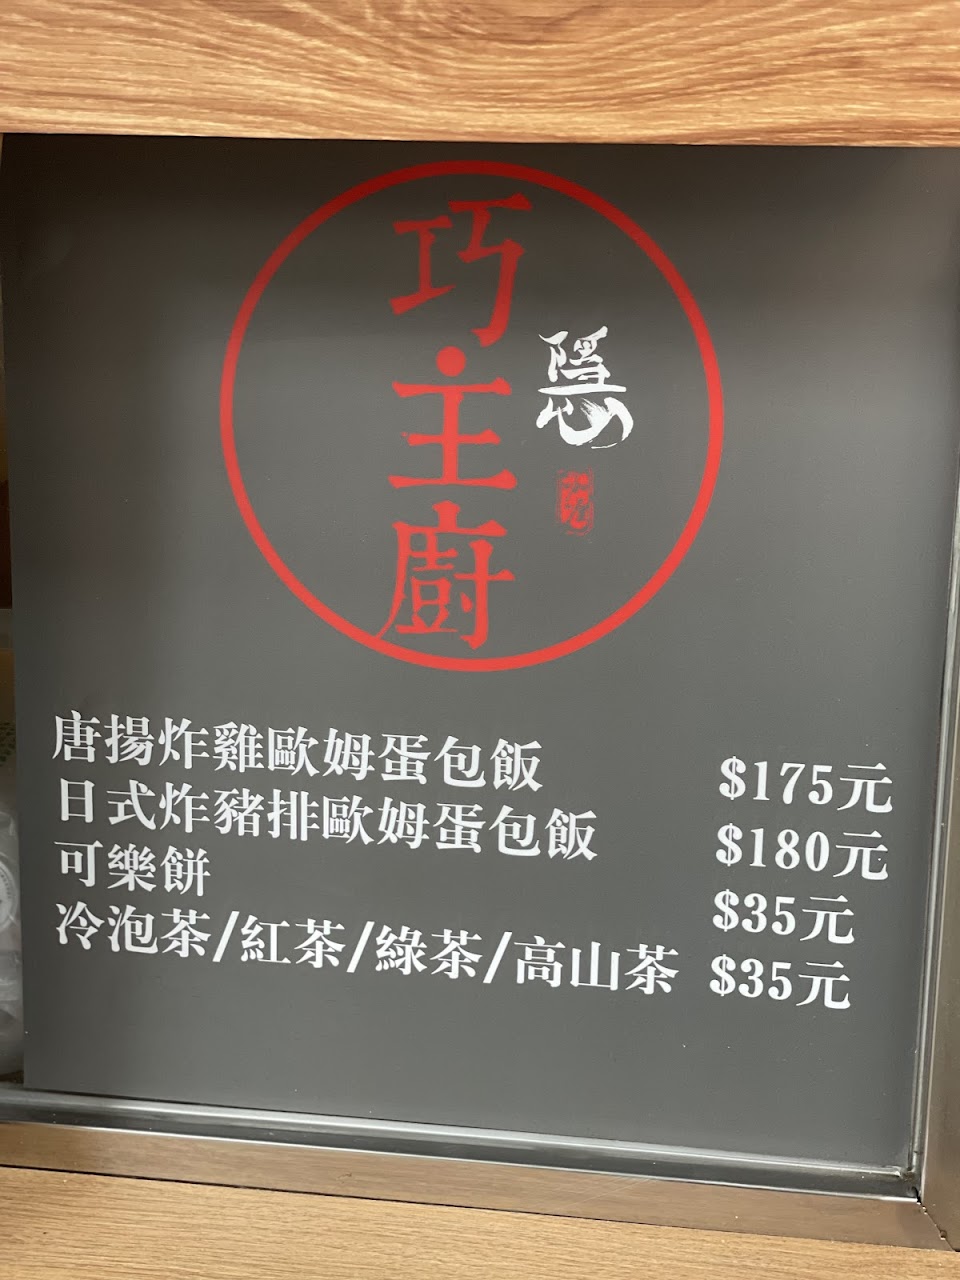 巧主廚
隱
唐揚炸雞歐姆蛋包飯 $175元
日式炸豬排歐姆蛋包飯 $180元
可樂餅 $35元
冷泡茶/紅茶/綠茶/高山茶 $35元